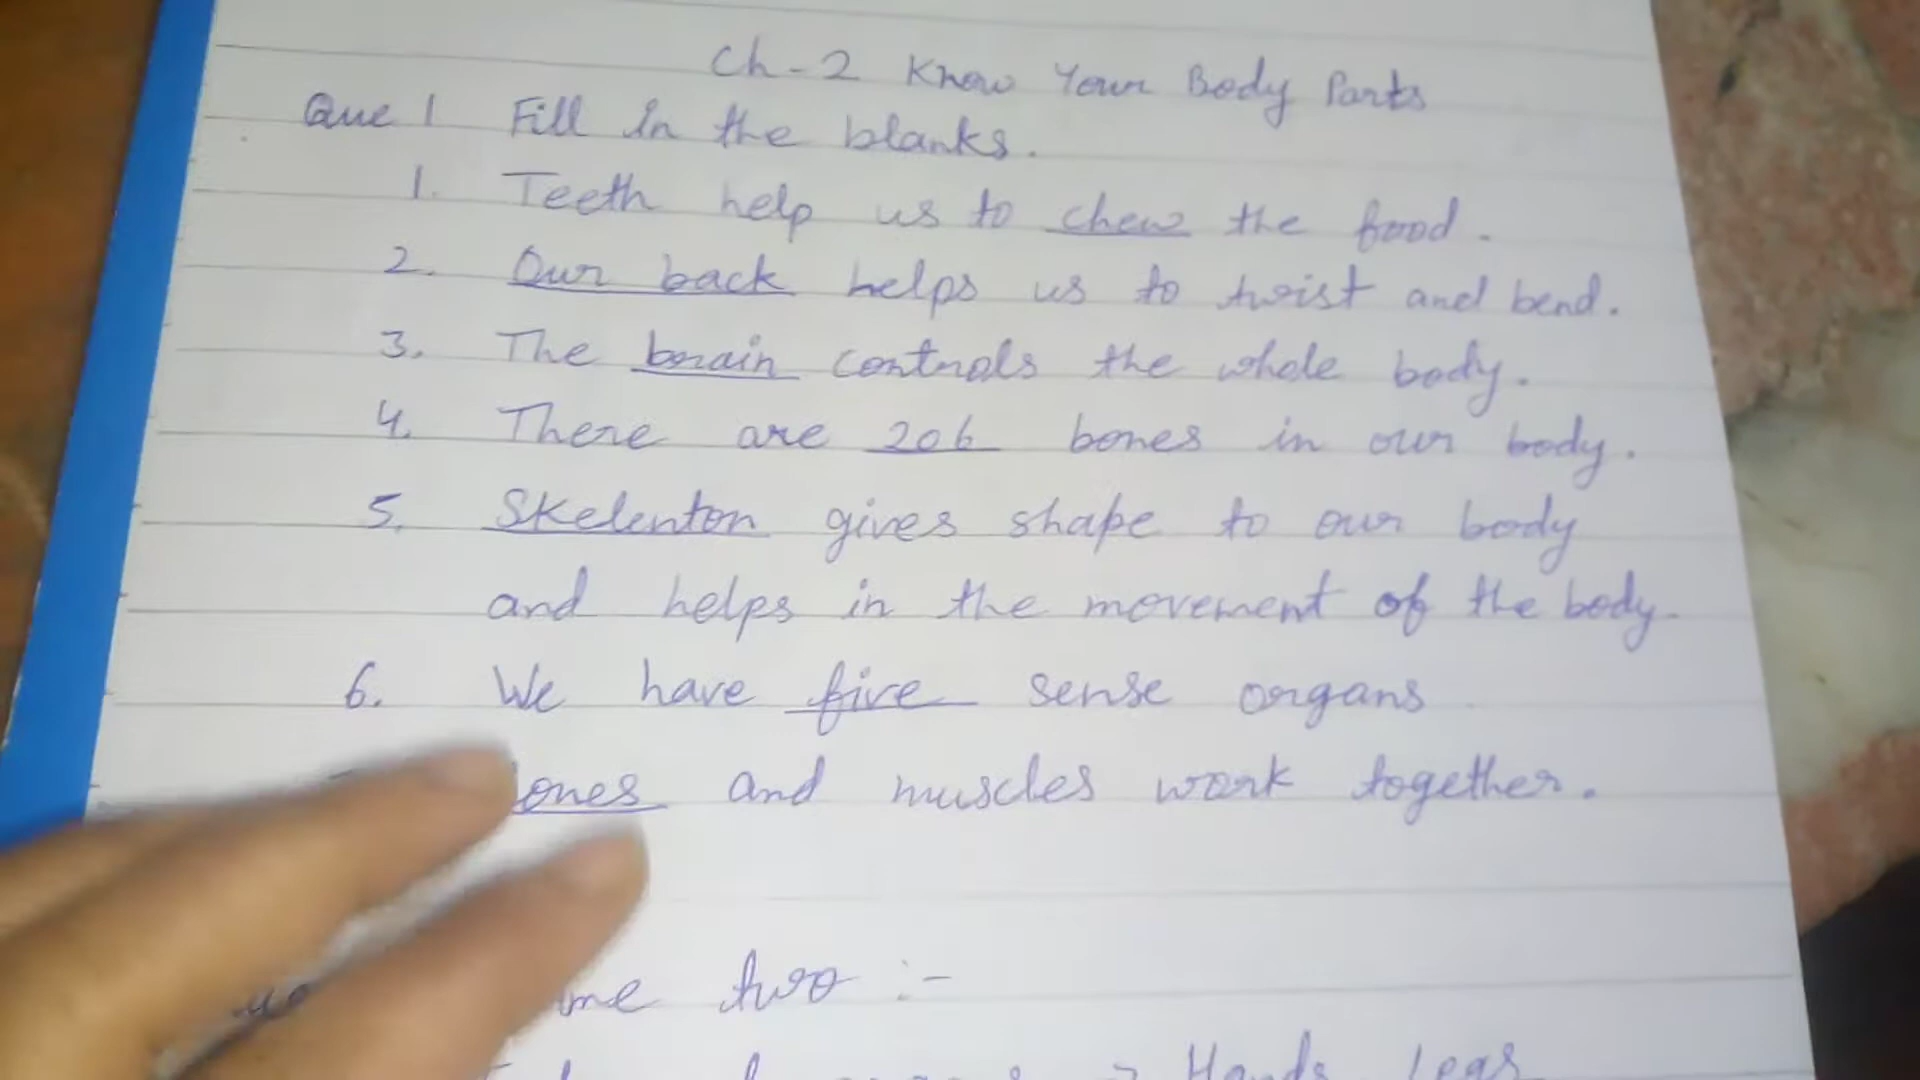 Ch-2 Know Your Body Parts
Que 1 Fill in the blanks.
1. Teeth help us to chew the food.
2. Our back helps us to twist and bend.
3. The brain controls the whole body.
4. There are 206 bones in our body.
5. Skelenton gives shape to our body
and helps in the movement of the body.
6. We have five sense organs
ones and muscles work together.
me two :-
Hands, legs